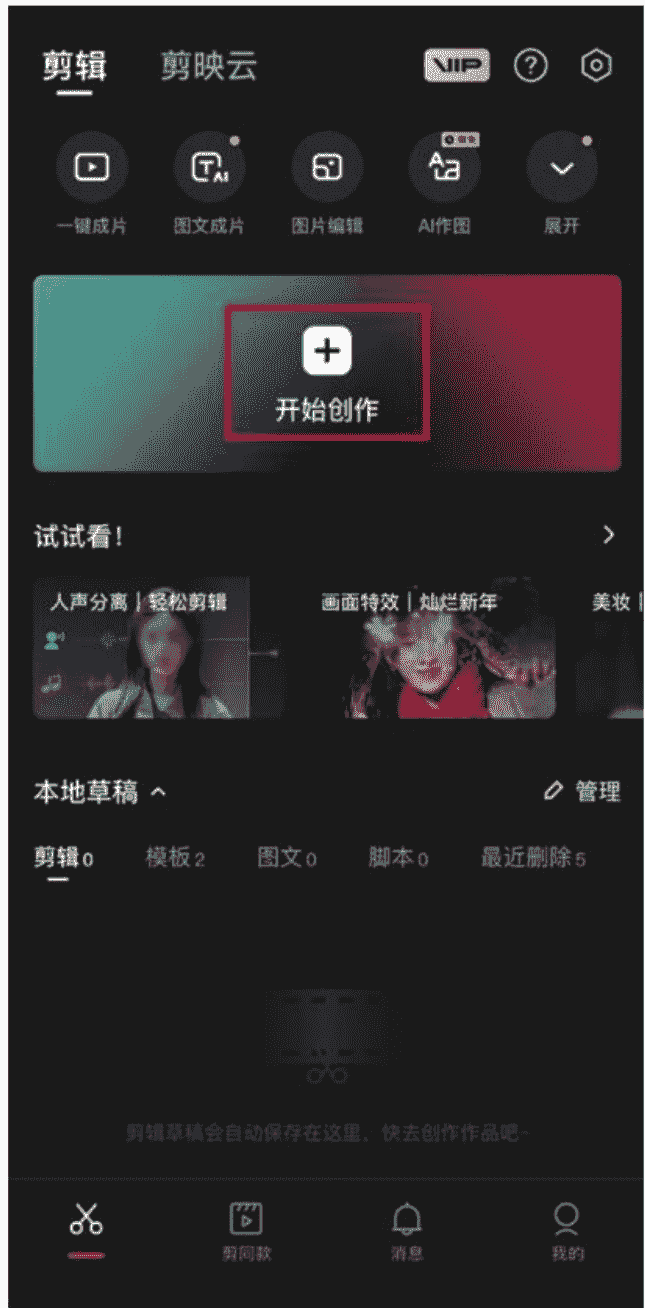 剪辑 剪映云 VIP
一键成片 图文成片 图片编辑 AI作图 展开
开始创作
试试看！
人声分离｜轻松剪辑 画面特效｜灿烂新年 美妆｜
本地草稿 管理
剪辑0 模板2 图文0 脚本0 最近删除5
剪辑草稿会自动保存在这里，快去创作作品吧~
剪同款 消息 我的